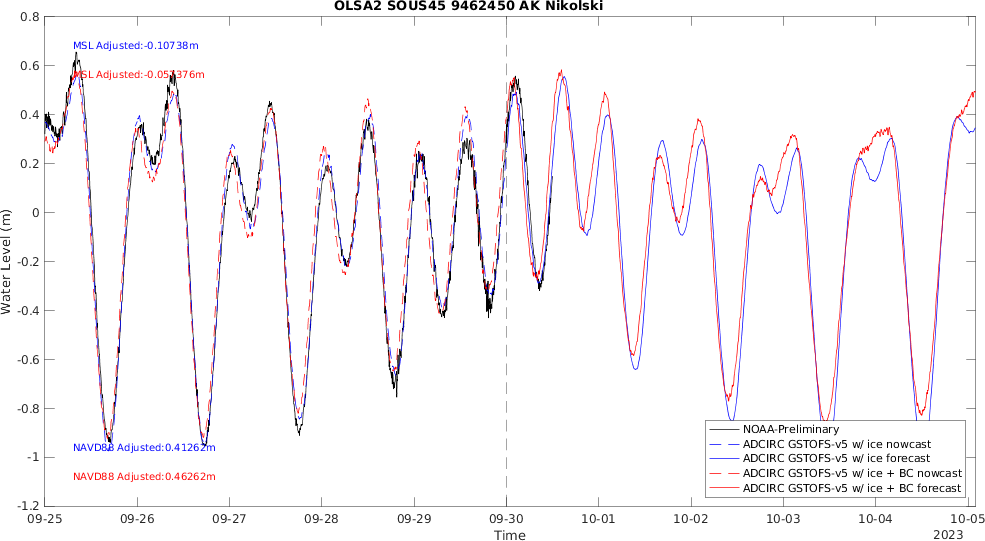 OLSA2 SOUS45 9462450 AK Nikolski
0.8
0.6
0.4
0.2
0
-0.2
-0.4
-0.6
-0.8
-1
-1.2
Water Level (m)
MSL Adjusted:-0.10738m
MSL Adjusted:-0.057376m
NAVD88 Adjusted:0.41262m
NAVD88 Adjusted:0.46262m
NOAA-Preliminary
ADCIRC GSTOFS-v5 w/ ice nowcast
ADCIRC GSTOFS-v5 w/ ice forecast
ADCIRC GSTOFS-v5 w/ ice + BC nowcast
ADCIRC GSTOFS-v5 w/ ice + BC forecast
09-25 09-26 09-27 09-28 09-29 09-30 10-01 10-02 10-03 10-04 10-05
Time
2023